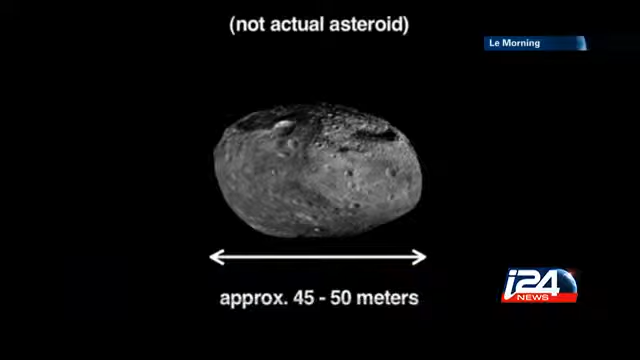 (not actual asteroid)
Le Morning
approx. 45 - 50 meters
i24
NEWS